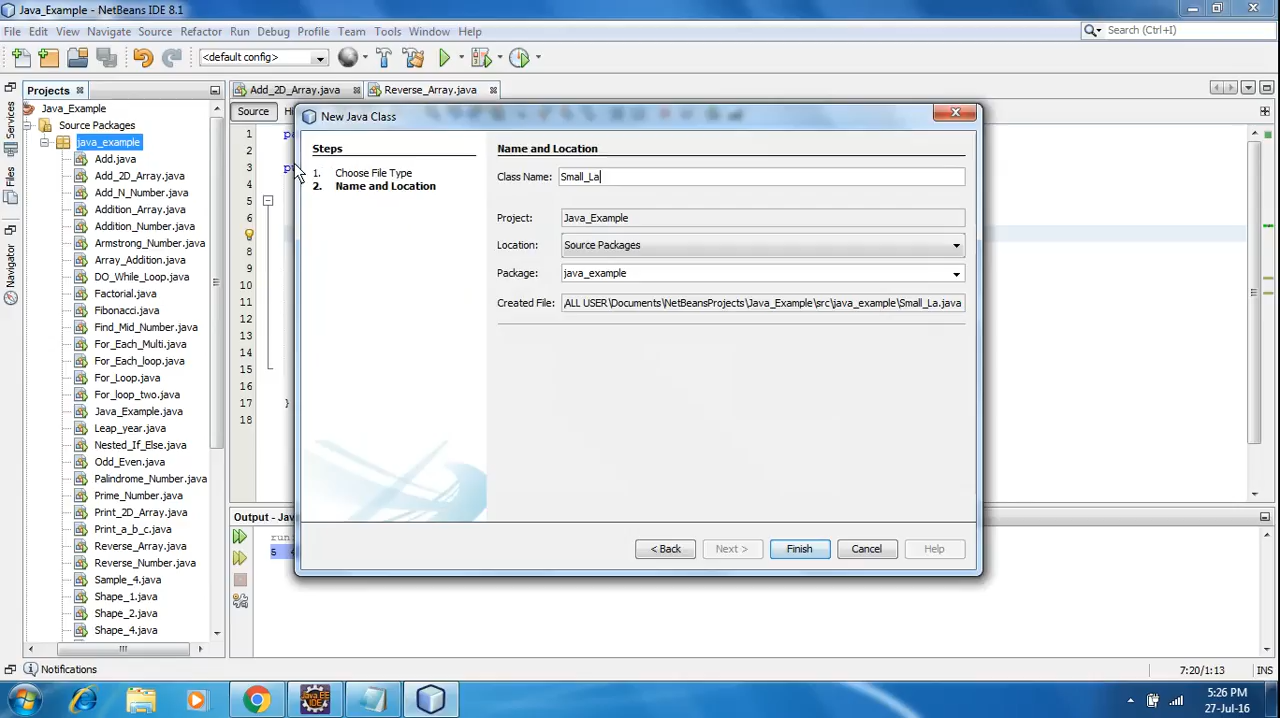 Java_Example - NetBeans IDE 8.1
File Edit View Navigate Source Refactor Run Debug Profile Team Tools Window Help
Search (Ctrl+I)
<default config>
Projects
Add_2D_Array.java
Reverse_Array.java
Services
Files
Navigator
Source
Java_Example
Source Packages
java_example
Add.java
Add_2D_Array.java
Add_N_Number.java
Addition_Array.java
Addition_Number.java
Armstrong_Number.java
Array_Addition.java
DO_While_Loop.java
Factorial.java
Fibonacci.java
Find_Mid_Number.java
For_Each_Multi.java
For_Each_loop.java
For_Loop.java
For_loop_two.java
Java_Example.java
Leap_year.java
Nested_If_Else.java
Odd_Even.java
Palindrome_Number.java
Prime_Number.java
Print_2D_Array.java
Print_a_b_c.java
Reverse_Array.java
Reverse_Number.java
Sample_4.java
Shape_1.java
Shape_2.java
Shape_4.java
1
2
3
4
5
6
8
9
10
11
12
13
14
15
16
17 }
18
New Java Class
Steps
1. Choose File Type
2. Name and Location
Name and Location
Class Name: Small_La
Project: Java_Example
Location: Source Packages
Package: java_example
Created File: ALL USER\Documents\NetBeansProjects\Java_Example\src\java_example\Small_La.java
< Back Next > Finish Cancel Help
Output - Jav
Notifications
7:20/1:13 INS
Java EE
IDE
5:26 PM
27-Jul-16